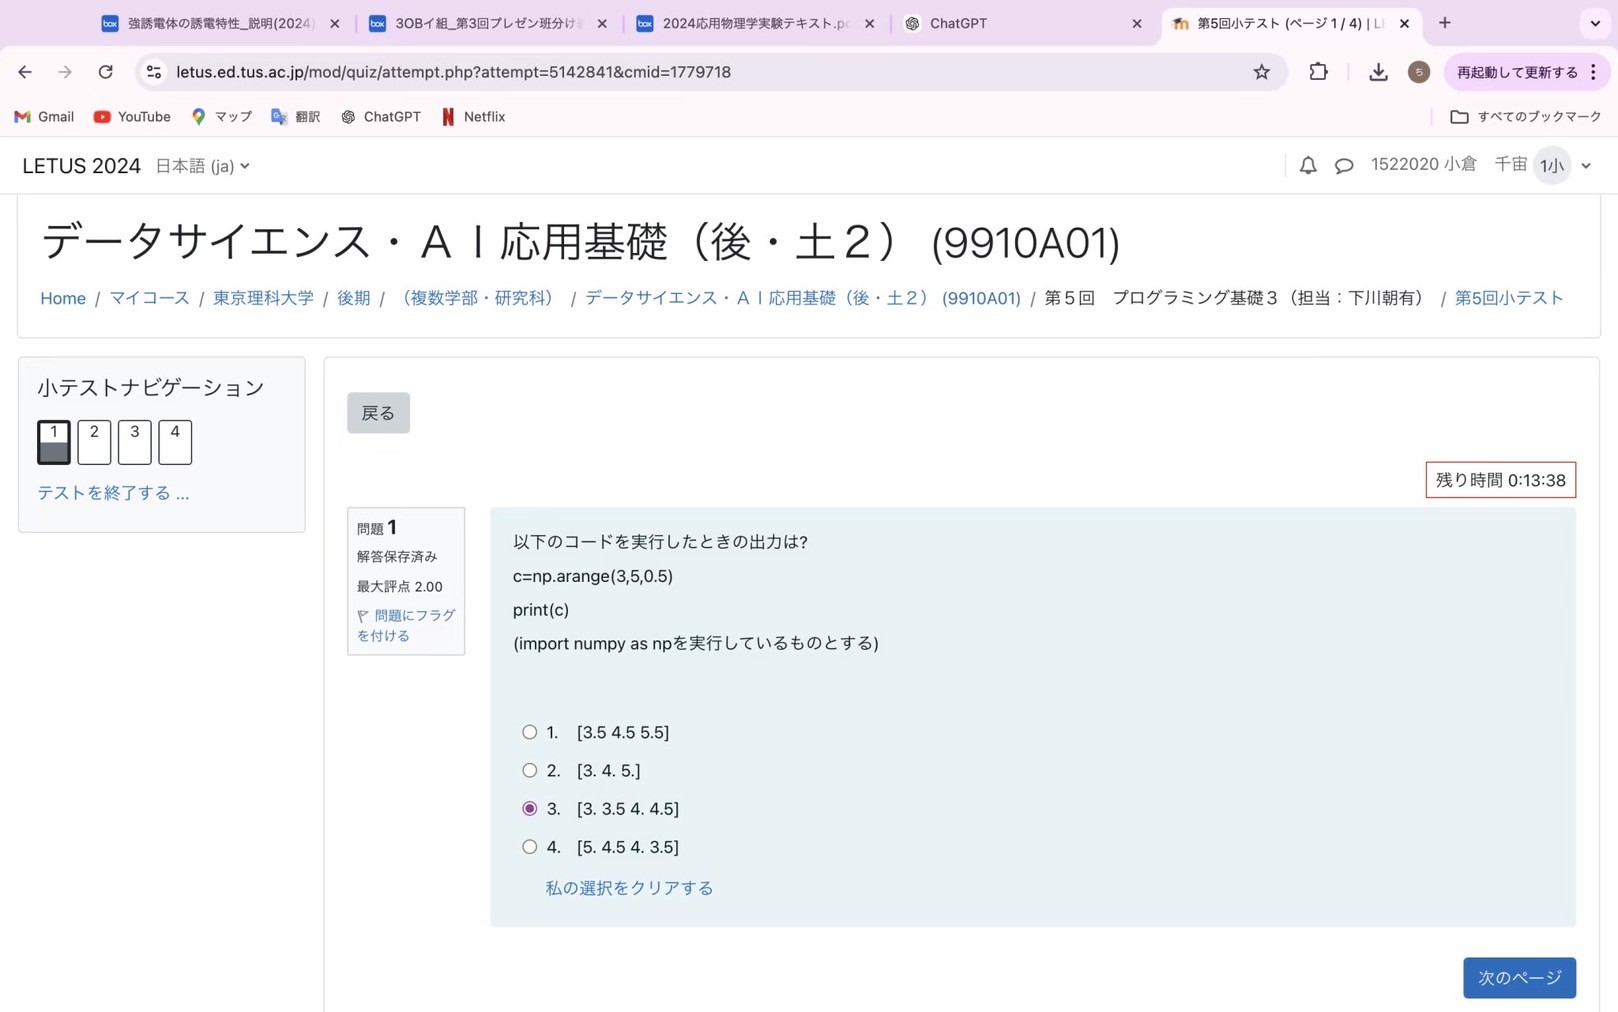 強誘電体の誘電特性_説明(2024)
3OBイ組_第3回プレゼン班分け
2024応用物理学実験テキスト.pd
ChatGPT
第5回小テスト (ページ 1 / 4) | LE
letus.ed.tus.ac.jp/mod/quiz/attempt.php?attempt=5142841&cmid=1779718
ち
再起動して更新する
Gmail
YouTube
マップ
翻訳
ChatGPT
Netflix
すべてのブックマーク
LETUS 2024
日本語 (ja)
1522020 小倉 千宙
1小
データサイエンス・ＡＩ応用基礎（後・土２） (9910A01)
Home / マイコース / 東京理科大学 / 後期 / （複数学部・研究科） / データサイエンス・ＡＩ応用基礎（後・土２） (9910A01) / 第５回 プログラミング基礎３（担当：下川朝有） / 第5回小テスト
小テストナビゲーション
1 2 3 4
テストを終了する ...
戻る
残り時間 0:13:38
問題 1
解答保存済み
最大評点 2.00
問題にフラグ
を付ける
以下のコードを実行したときの出力は?
c=np.arange(3,5,0.5)
print(c)
(import numpy as npを実行しているものとする)
1. [3.5 4.5 5.5]
2. [3. 4. 5.]
3. [3. 3.5 4. 4.5]
4. [5. 4.5 4. 3.5]
私の選択をクリアする
次のページ